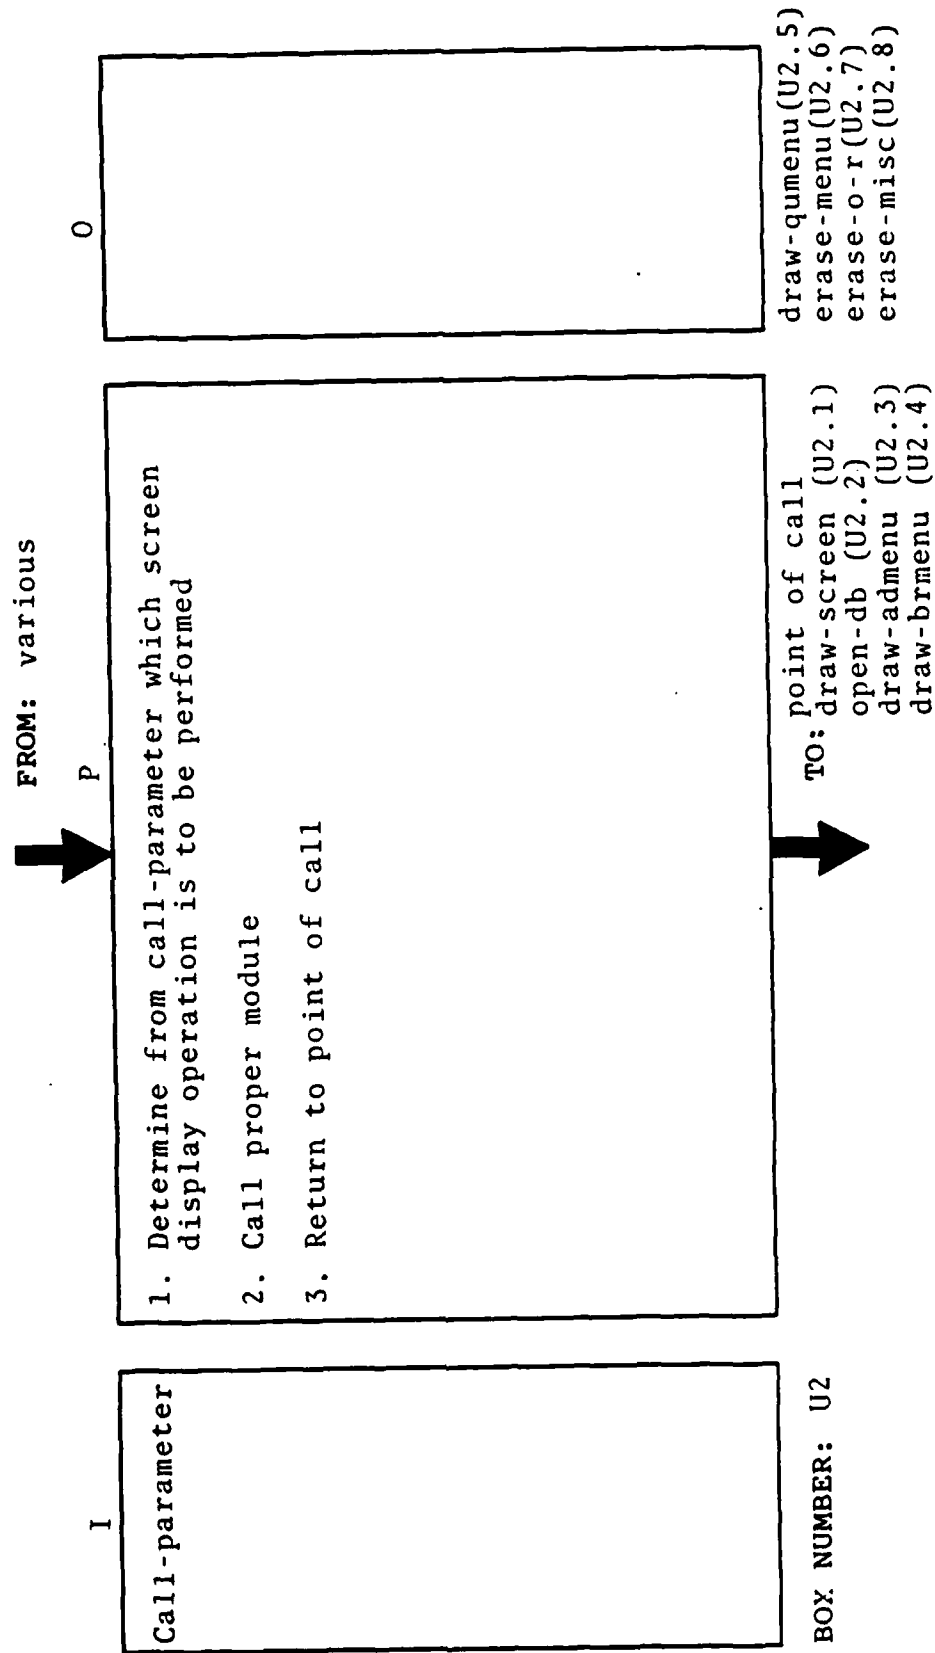 FROM: various
I
P
O
Call-parameter
1. Determine from call-parameter which screen
display operation is to be performed
2. Call proper module
3. Return to point of call
BOX NUMBER: U2
TO: point of call
draw-screen (U2.1)
open-db (U2.2)
draw-admenu (U2.3)
draw-brmenu (U2.4)
draw-qumenu(U2.5)
erase-menu(U2.6)
erase-o-r(U2.7)
erase-misc(U2.8)